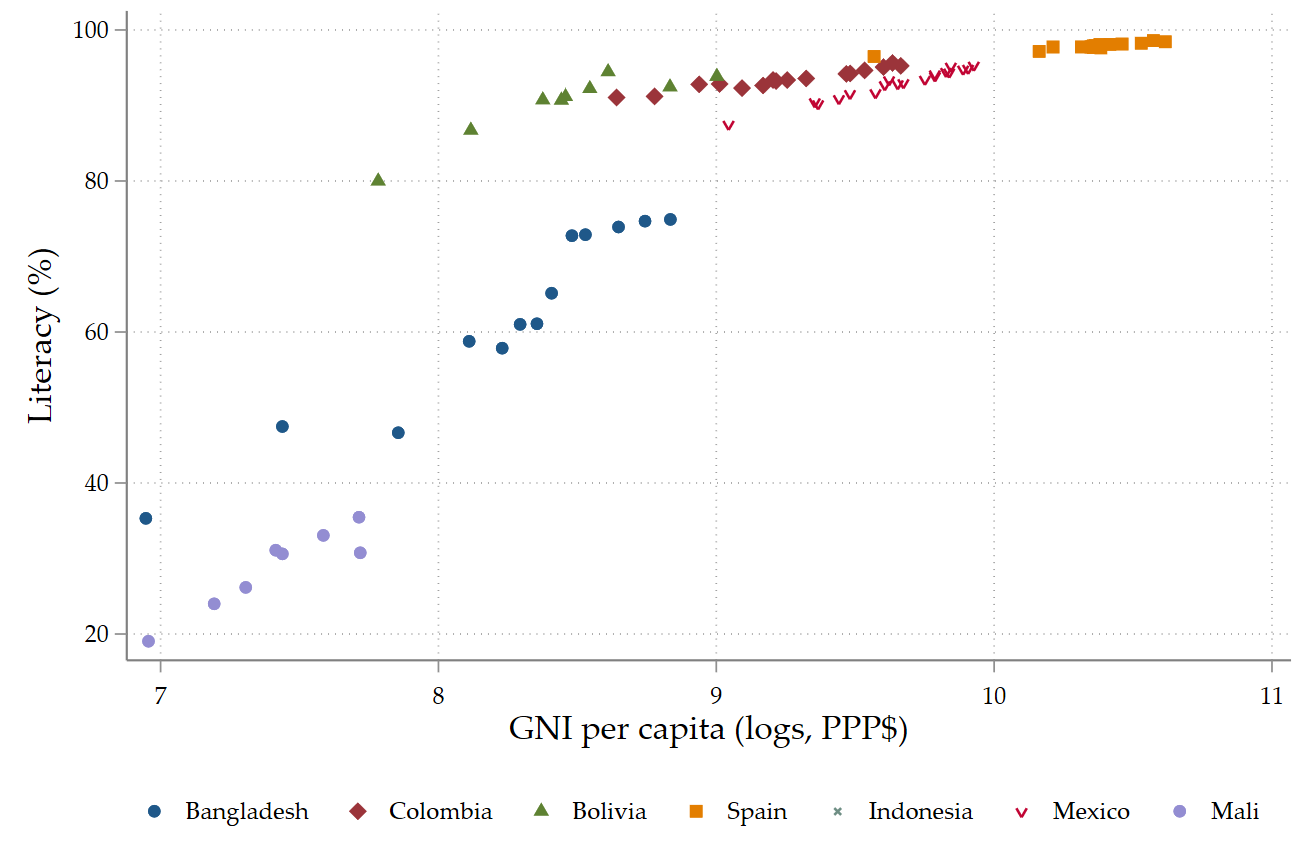 100
80
60
40
20
Literacy (%)
7 8 9 10 11
GNI per capita (logs, PPP$)
Bangladesh Colombia Bolivia Spain Indonesia Mexico Mali